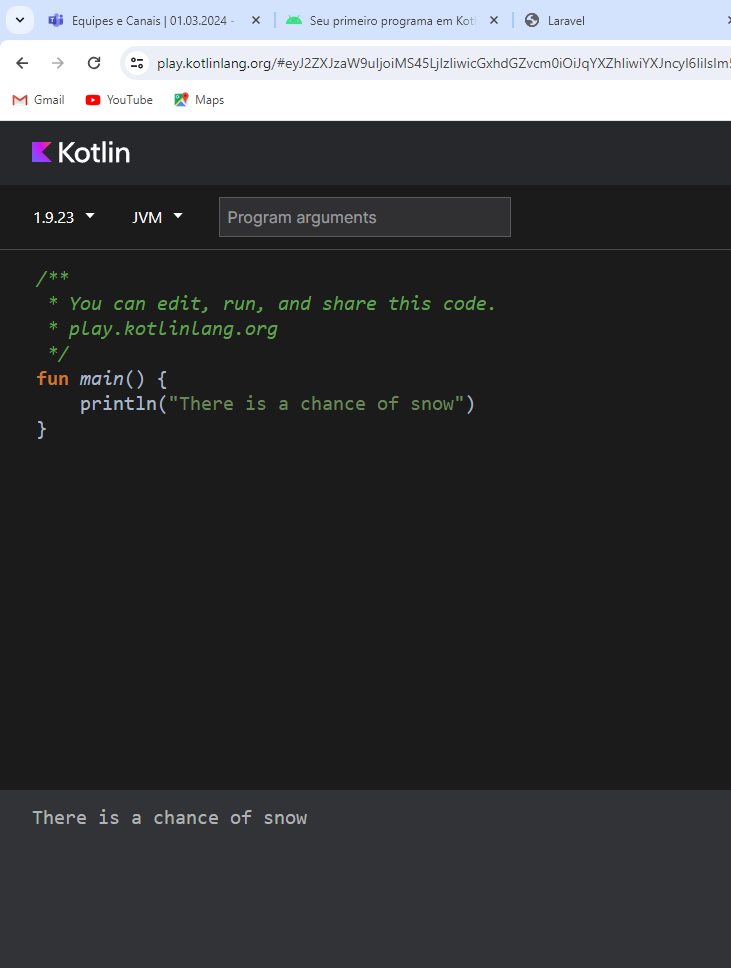 Equipes e Canais | 01.03.2024 -
Seu primeiro programa em Kotl
Laravel
play.kotlinlang.org/#eyJ2ZXJzaW9uIjoiMS45LjIzIiwicGxhdGZvcm0iOiJqYXZhIiwiYXJncyI6IiIsIm
Gmail
YouTube
Maps
Kotlin
1.9.23
JVM
Program arguments
/**
* You can edit, run, and share this code.
* play.kotlinlang.org
*/
fun main() {
println("There is a chance of snow")
}
There is a chance of snow